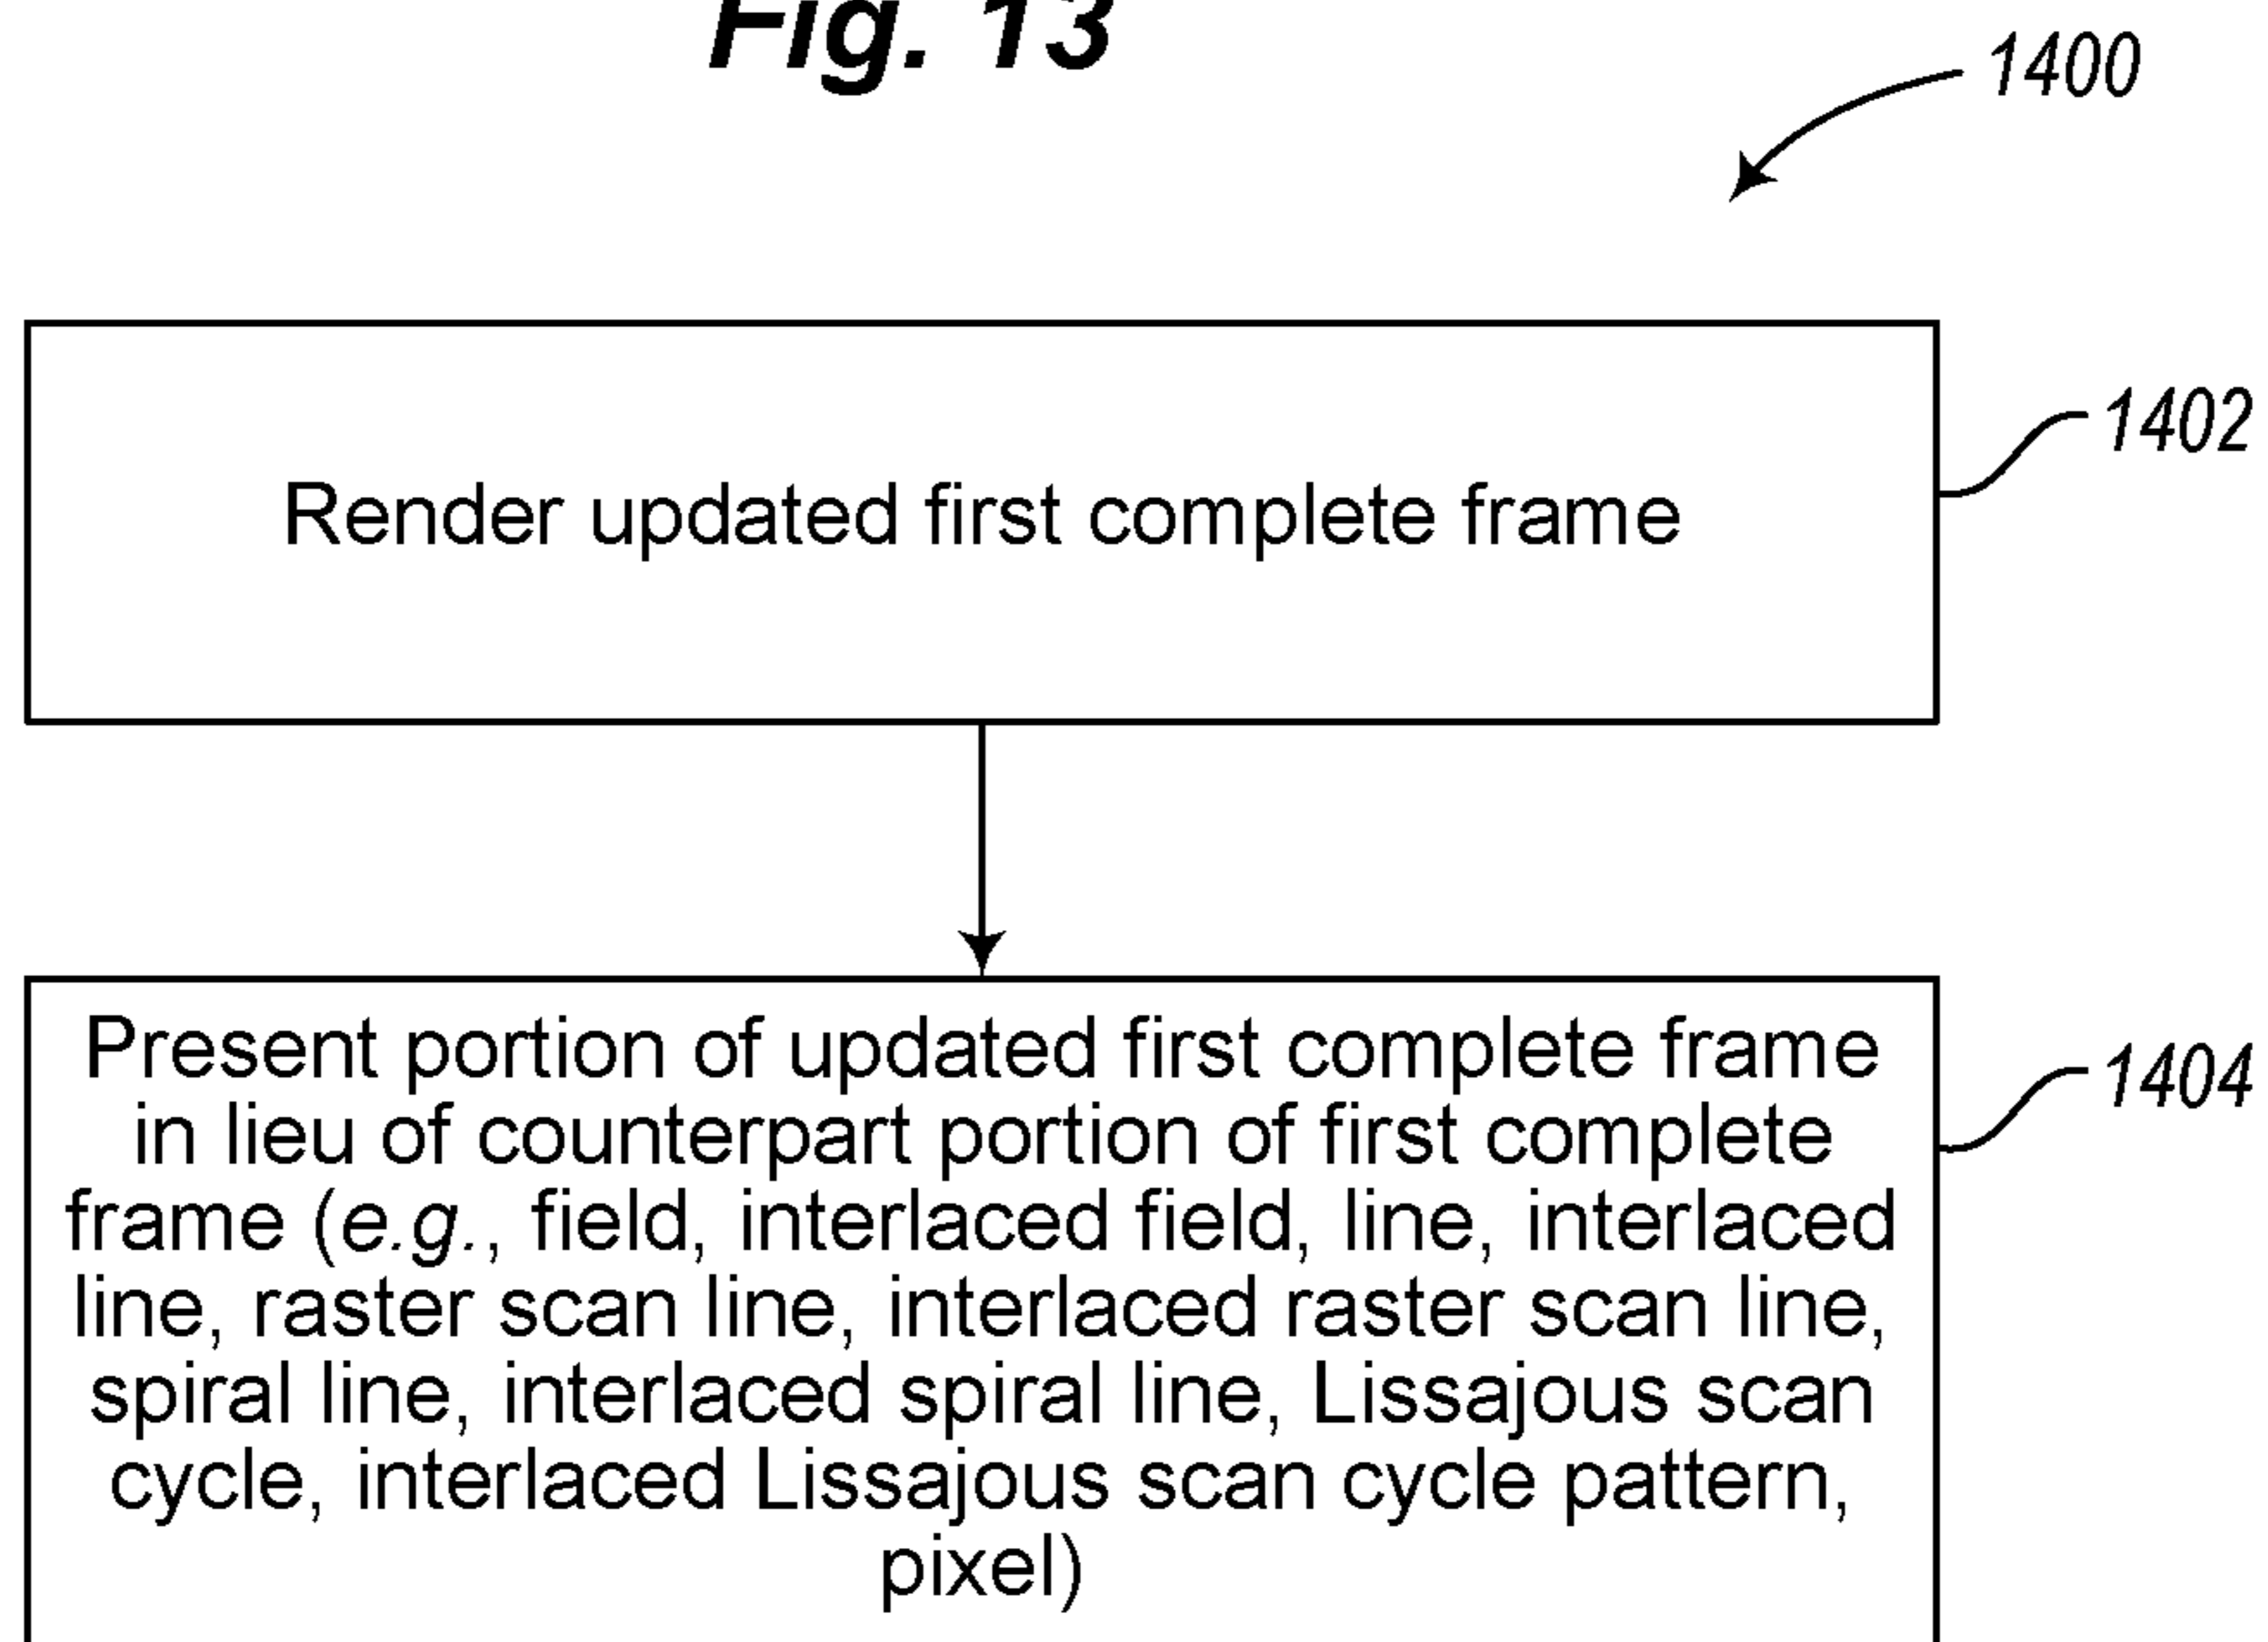 Fig. 13
1400
Render updated first complete frame
1402
Present portion of updated first complete frame
in lieu of counterpart portion of first complete
frame (e.g., field, interlaced field, line, interlaced
line, raster scan line, interlaced raster scan line,
spiral line, interlaced spiral line, Lissajous scan
cycle, interlaced Lissajous scan cycle pattern,
pixel)
1404